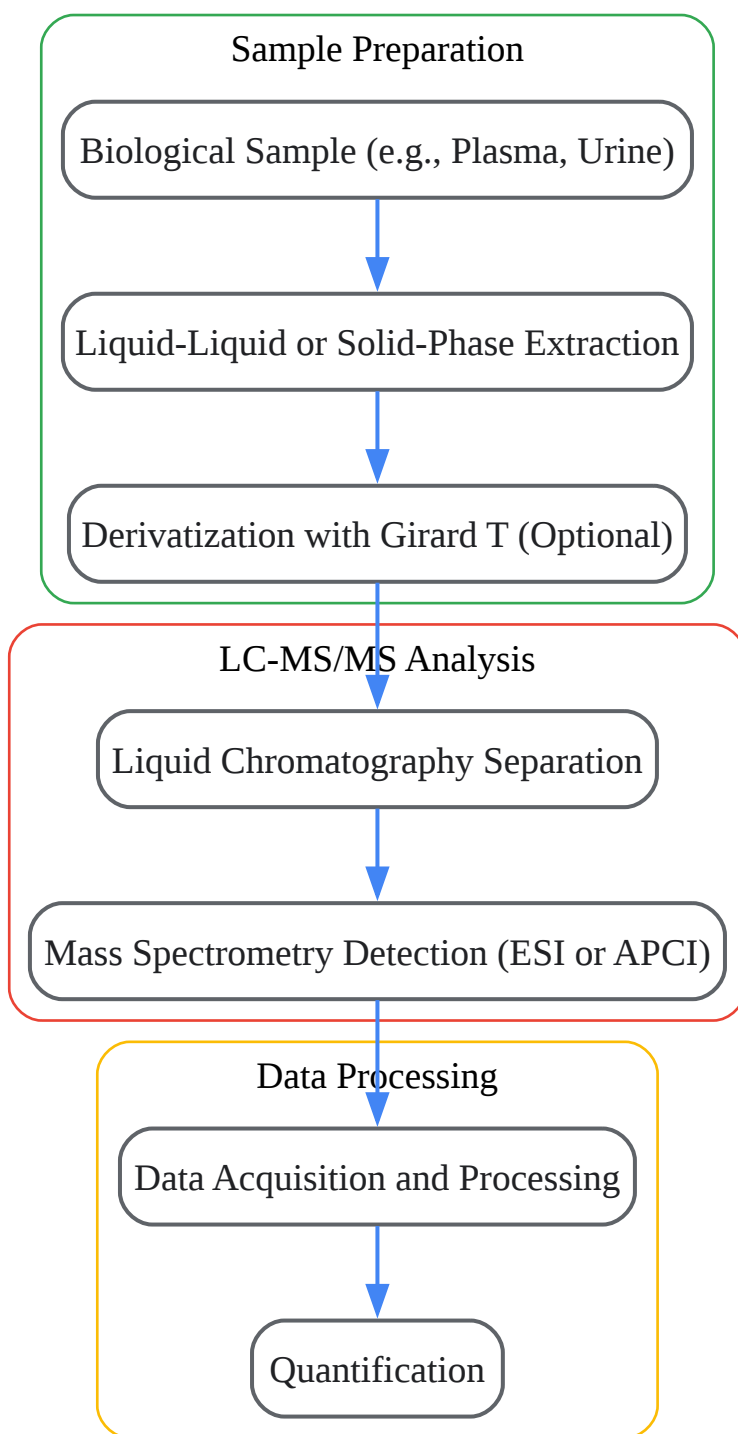 Sample Preparation
Biological Sample (e.g., Plasma, Urine)
Liquid-Liquid or Solid-Phase Extraction
Derivatization with Girard T (Optional)
LC-MS/MS Analysis
Liquid Chromatography Separation
Mass Spectrometry Detection (ESI or APCI)
Data Processing
Data Acquisition and Processing
Quantification